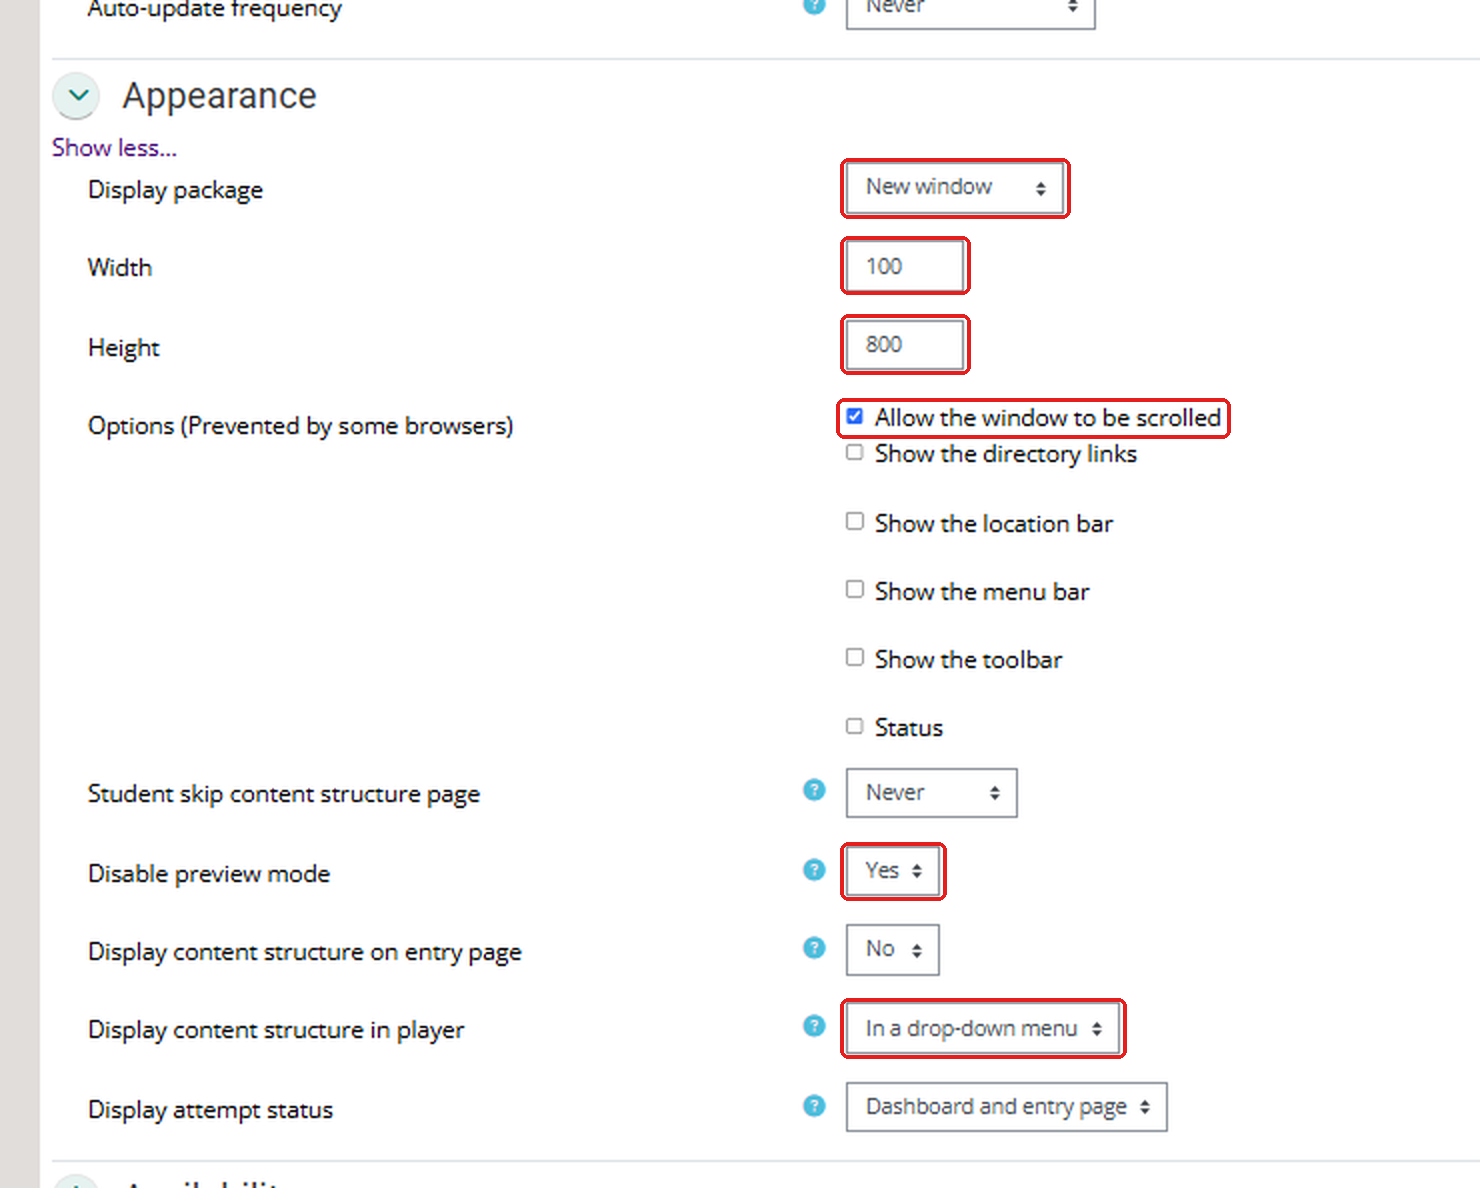 Auto-update frequency
Never
Appearance
Show less...
Display package
New window
Width
100
Height
800
Options (Prevented by some browsers)
Allow the window to be scrolled
Show the directory links
Show the location bar
Show the menu bar
Show the toolbar
Status
Student skip content structure page
Never
Disable preview mode
Yes
Display content structure on entry page
No
Display content structure in player
In a drop-down menu
Display attempt status
Dashboard and entry page